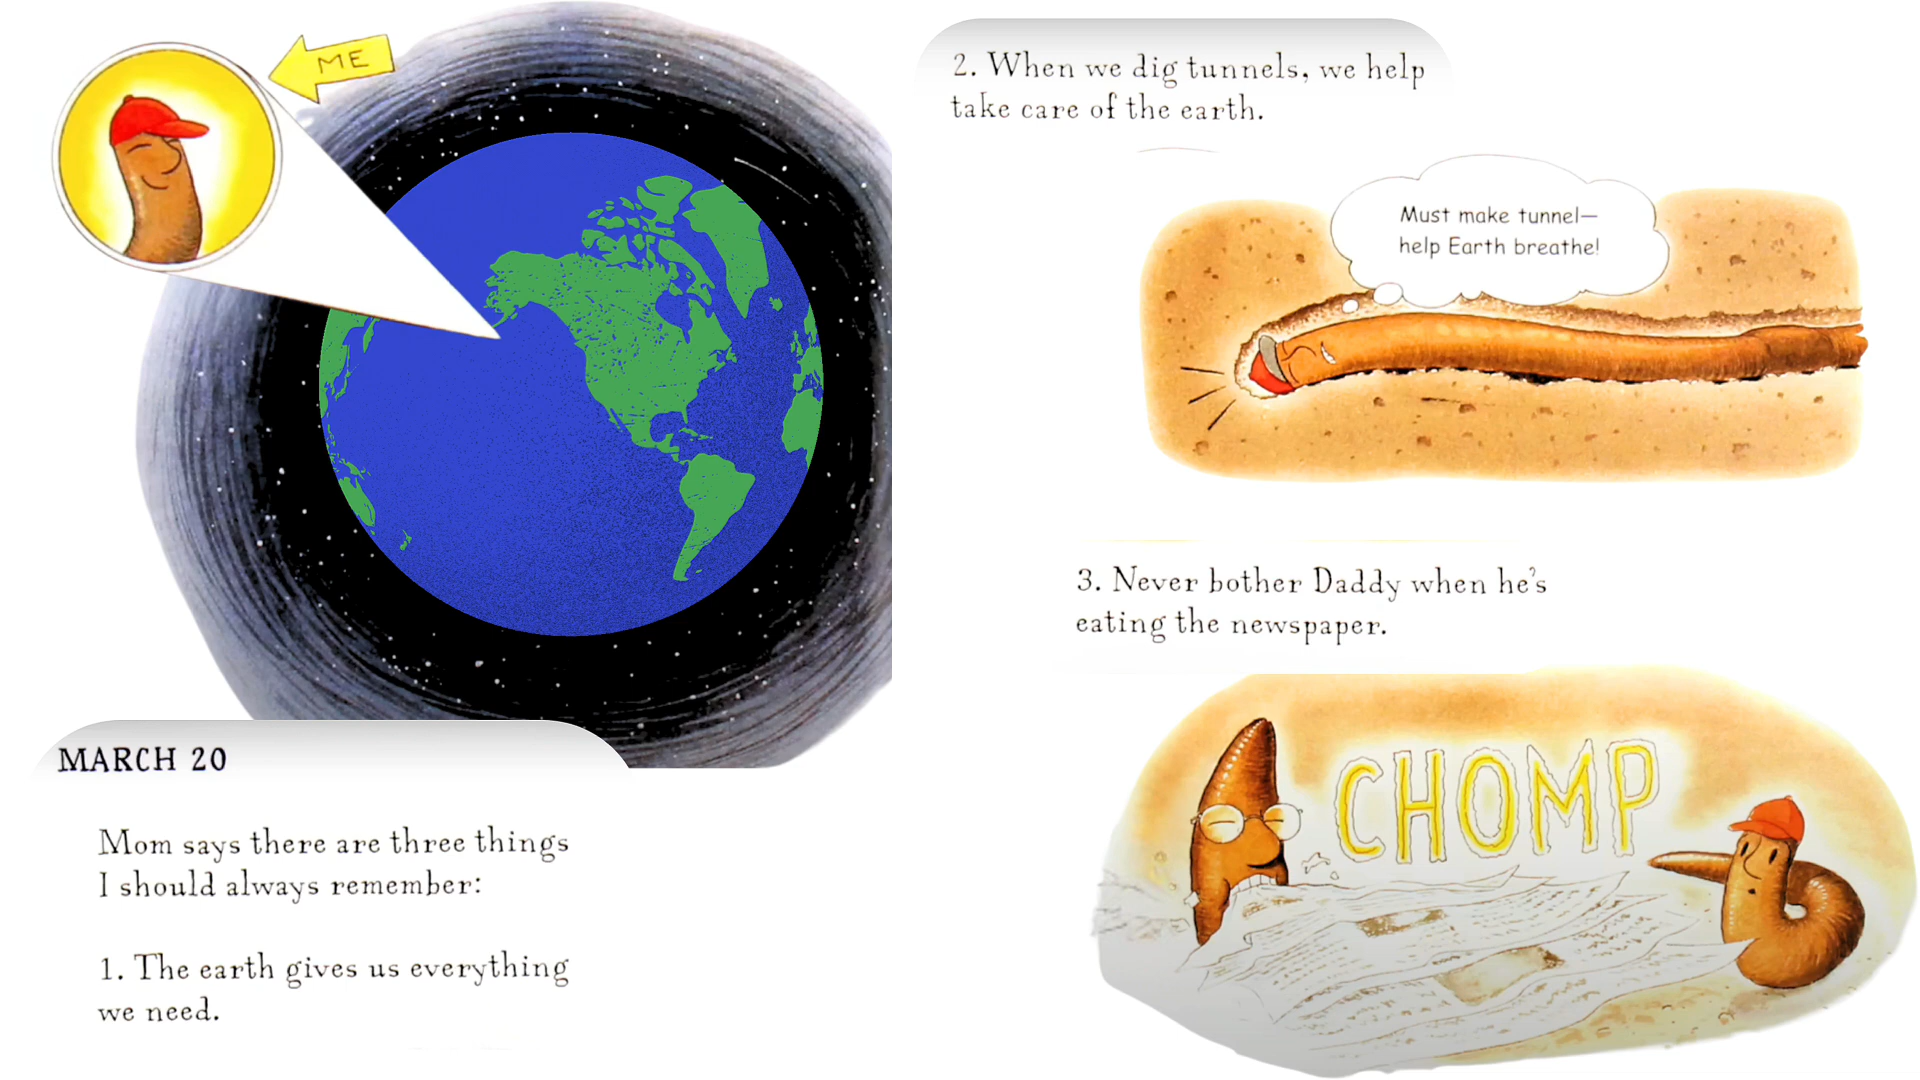 ME
MARCH 20
Mom says there are three things
I should always remember:
1. The earth gives us everything
we need.
2. When we dig tunnels, we help
take care of the earth.
Must make tunnel—
help Earth breathe!
3. Never bother Daddy when he's
eating the newspaper.
CHOMP